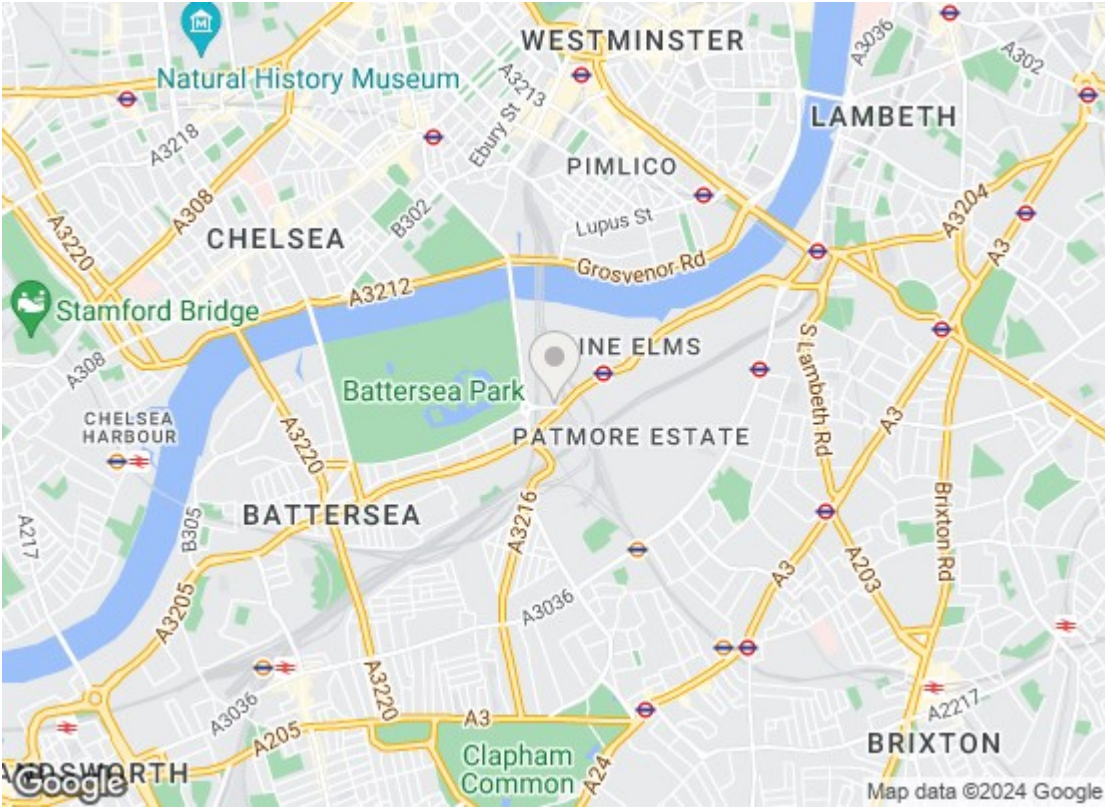 WESTMINSTER
A3036
A302
Natural History Museum
A3213
LAMBETH
A3218
Ebury St
PIMLICO
A308
B302
Lupus St
A3204
A3220
CHELSEA
A3
Grosvenor Rd
A3212
Stamford Bridge
S Lambeth Rd
A308
INE ELMS
Battersea Park
CHELSEA
HARBOUR
A3220
PATMORE ESTATE
A3
BATTERSEA
A3216
B305
A217
Brixton Rd
A3
A203
A3205
A3036
A3220
A3036
A3
A205
A2217
BRIXTON
Clapham
Common
A24
ANDSWORTH
Google
Map data ©2024 Google